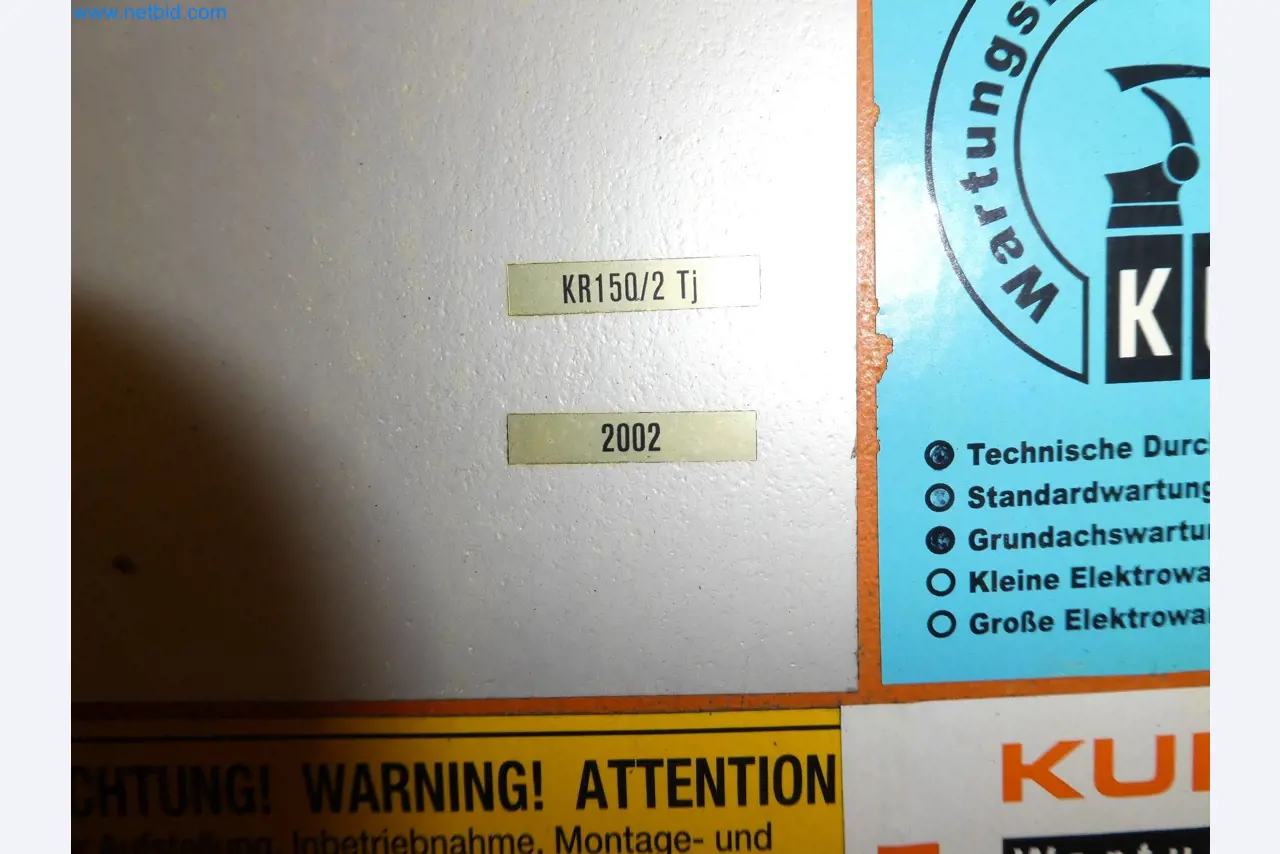 www.netbid.com
Wartungs
K
KR150/2 Tj
2002
Technische Durc
Standardwartung
Grundachswartu
Kleine Elektrowa
Große Elektrowa
CHTUNG! WARNING! ATTENTION
Aufstellung, Inbetriebnahme, Montage- und
KU